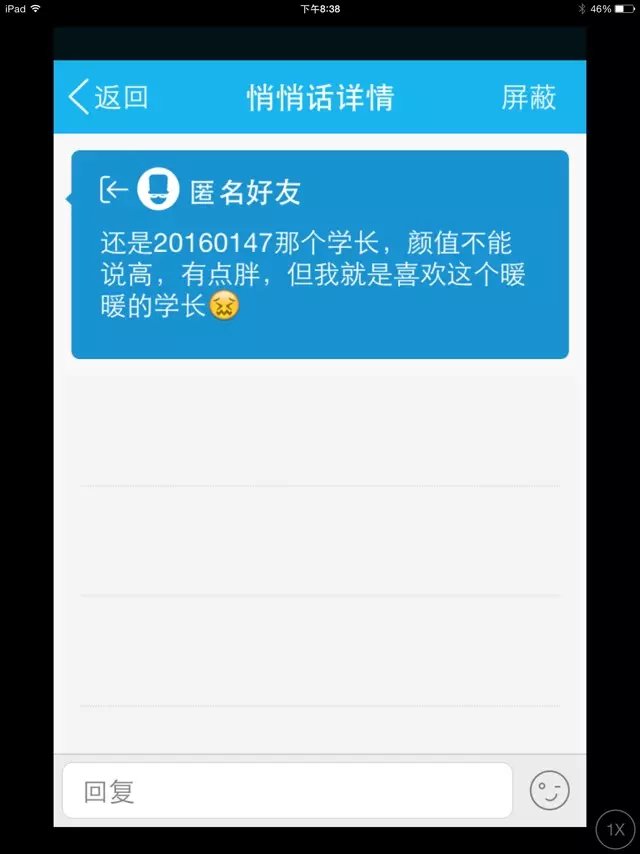 iPad 下午8:38 46%
返回 悄悄话详情 屏蔽
匿名好友
还是20160147那个学长，颜值不能
说高，有点胖，但我就是喜欢这个暖
暖的学长😖
回复
1X